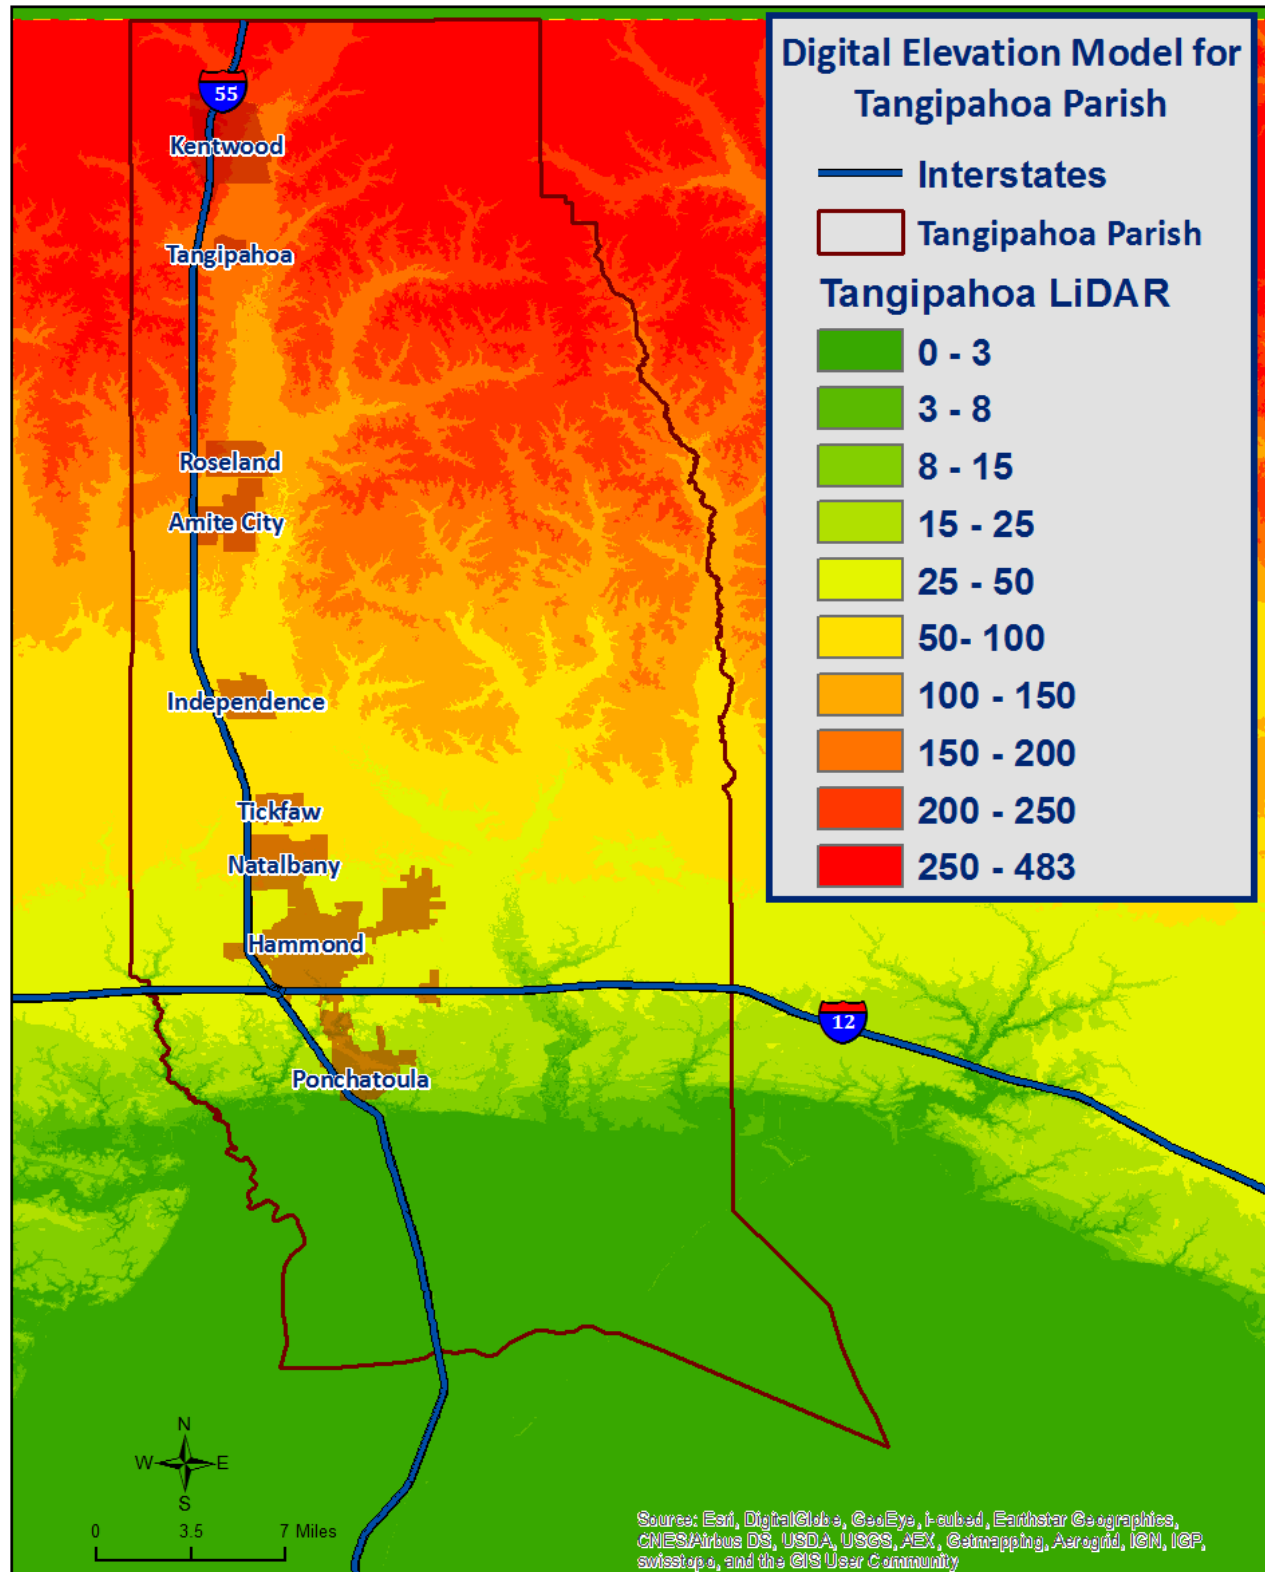 Digital Elevation Model for
Tangipahoa Parish
Interstates
Tangipahoa Parish
Tangipahoa LiDAR
0 - 3
3 - 8
8 - 15
15 - 25
25 - 50
50- 100
100 - 150
150 - 200
200 - 250
250 - 483
55
Kentwood
Tangipahoa
Roseland
Amite City
Independence
Tickfaw
Natalbany
Hammond
12
Ponchatoula
N
W E
S
0 3.5 7 Miles
Source: Esri, DigitalGlobe, GeoEye, i-cubed, Earthstar Geographics,
CNES/Airbus DS, USDA, USGS, AEX, Getmapping, Aerogrid, IGN, IGP,
swisstopo, and the GIS User Community